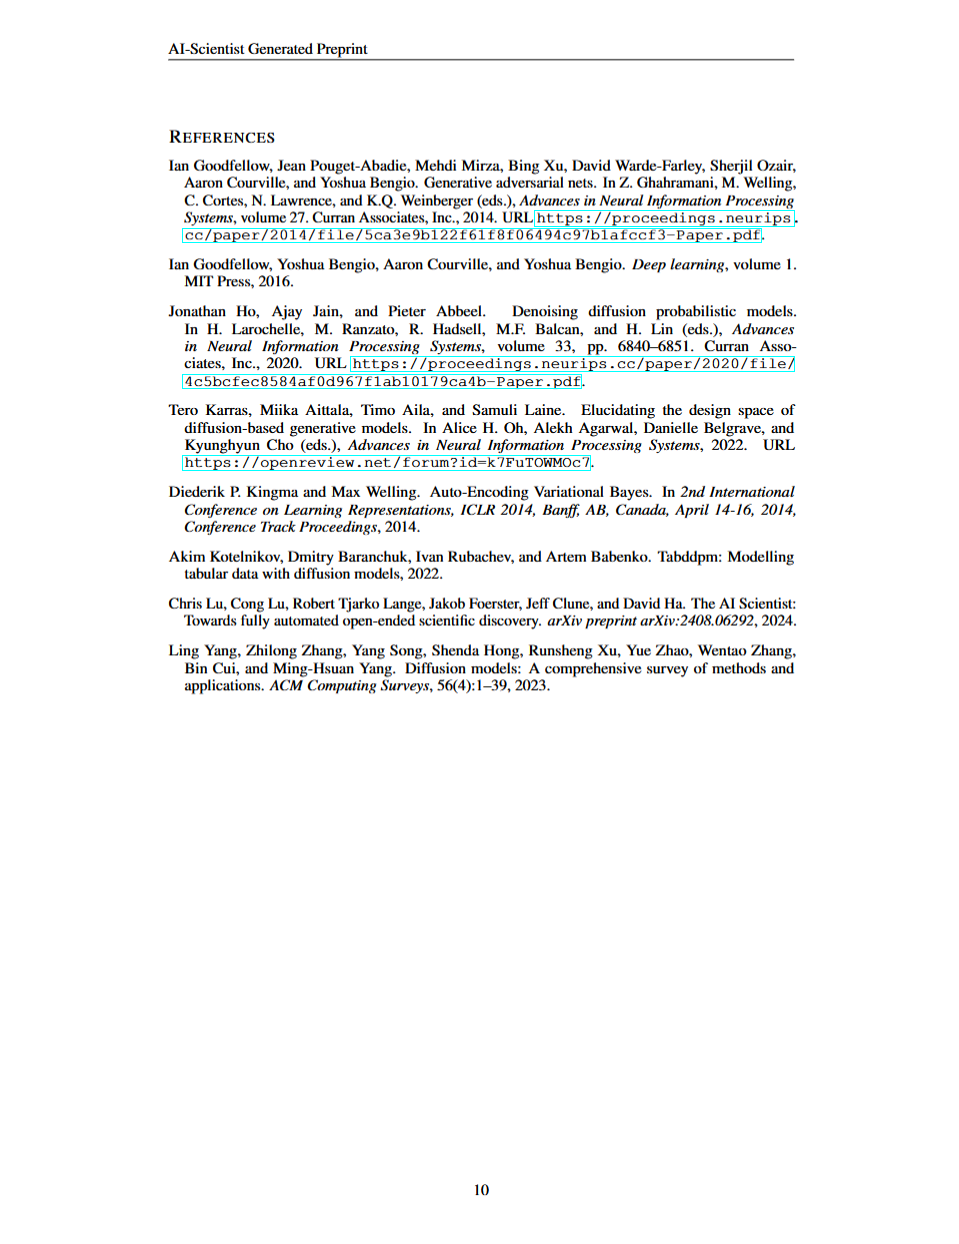 AI-Scientist Generated Preprint
REFERENCES
Ian Goodfellow, Jean Pouget-Abadie, Mehdi Mirza, Bing Xu, David Warde-Farley, Sherjil Ozair,
Aaron Courville, and Yoshua Bengio. Generative adversarial nets. In Z. Ghahramani, M. Welling,
C. Cortes, N. Lawrence, and K.Q. Weinberger (eds.), Advances in Neural Information Processing
Systems, volume 27. Curran Associates, Inc., 2014. URL https://proceedings.neurips.
cc/paper/2014/file/5ca3e9b122f61f8f06494c97b1afccf3-Paper.pdf.
Ian Goodfellow, Yoshua Bengio, Aaron Courville, and Yoshua Bengio. Deep learning, volume 1.
MIT Press, 2016.
Jonathan Ho, Ajay Jain, and Pieter Abbeel. Denoising diffusion probabilistic models.
In H. Larochelle, M. Ranzato, R. Hadsell, M.F. Balcan, and H. Lin (eds.), Advances
in Neural Information Processing Systems, volume 33, pp. 6840–6851. Curran Asso-
ciates, Inc., 2020. URL https://proceedings.neurips.cc/paper/2020/file/
4c5bcfec8584af0d967f1ab10179ca4b-Paper.pdf.
Tero Karras, Miika Aittala, Timo Aila, and Samuli Laine. Elucidating the design space of
diffusion-based generative models. In Alice H. Oh, Alekh Agarwal, Danielle Belgrave, and
Kyunghyun Cho (eds.), Advances in Neural Information Processing Systems, 2022. URL
https://openreview.net/forum?id=k7FuTOWMOc7.
Diederik P. Kingma and Max Welling. Auto-Encoding Variational Bayes. In 2nd International
Conference on Learning Representations, ICLR 2014, Banff, AB, Canada, April 14-16, 2014,
Conference Track Proceedings, 2014.
Akim Kotelnikov, Dmitry Baranchuk, Ivan Rubachev, and Artem Babenko. Tabddpm: Modelling
tabular data with diffusion models, 2022.
Chris Lu, Cong Lu, Robert Tjarko Lange, Jakob Foerster, Jeff Clune, and David Ha. The AI Scientist:
Towards fully automated open-ended scientific discovery. arXiv preprint arXiv:2408.06292, 2024.
Ling Yang, Zhilong Zhang, Yang Song, Shenda Hong, Runsheng Xu, Yue Zhao, Wentao Zhang,
Bin Cui, and Ming-Hsuan Yang. Diffusion models: A comprehensive survey of methods and
applications. ACM Computing Surveys, 56(4):1–39, 2023.
10